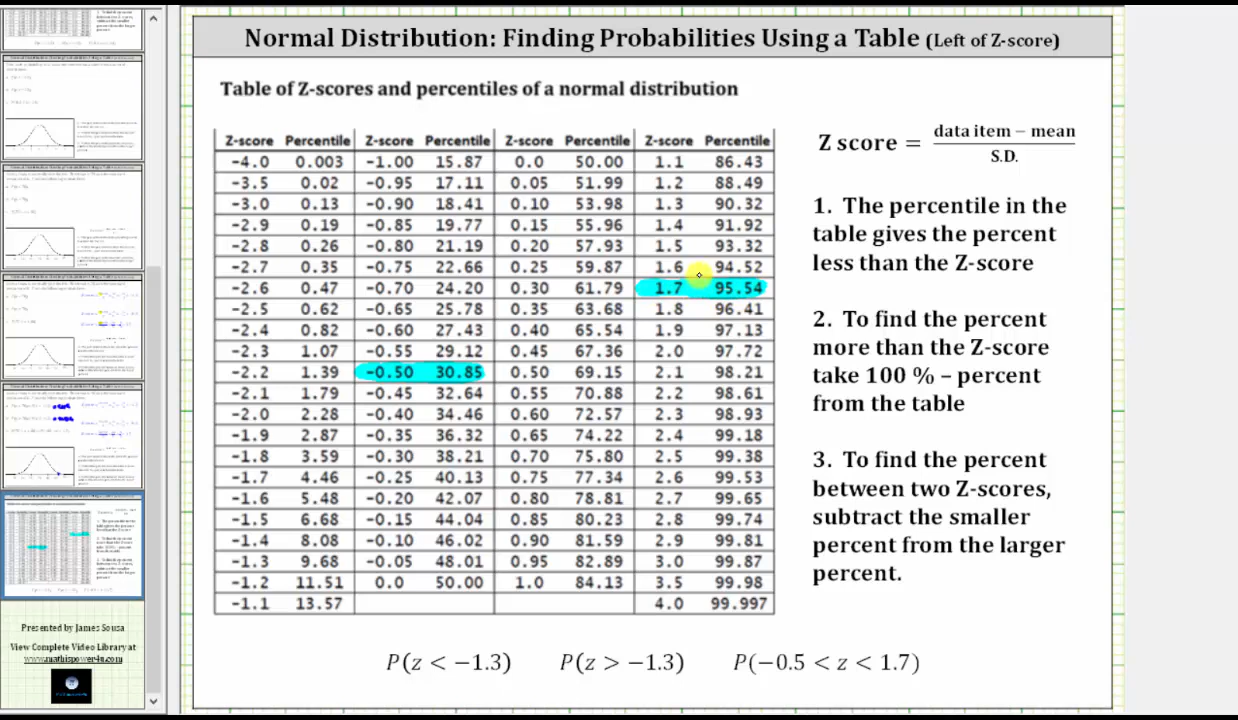 Normal Distribution: Finding Probabilities Using a Table (Left of Z-score)
Table of Z-scores and percentiles of a normal distribution
Z-score Percentile Z-score Percentile Z-score Percentile Z-score Percentile
-4.0 0.003 -1.00 15.87 0.0 50.00 1.1 86.43
-3.5 0.02 -0.95 17.11 0.05 51.99 1.2 88.49
-3.0 0.13 -0.90 18.41 0.10 53.98 1.3 90.32
-2.9 0.19 -0.85 19.77 0.15 55.96 1.4 91.92
-2.8 0.26 -0.80 21.19 0.20 57.93 1.5 93.32
-2.7 0.35 -0.75 22.66 0.25 59.87 1.6 94.52
-2.6 0.47 -0.70 24.20 0.30 61.79 1.7 95.54
-2.5 0.62 -0.65 25.78 0.35 63.68 1.8 96.41
-2.4 0.82 -0.60 27.43 0.40 65.54 1.9 97.13
-2.3 1.07 -0.55 29.12 0.45 67.36 2.0 97.72
-2.2 1.39 -0.50 30.85 0.50 69.15 2.1 98.21
-2.1 1.79 -0.45 32.64 0.55 70.88 2.2 98.61
-2.0 2.28 -0.40 34.46 0.60 72.57 2.3 98.93
-1.9 2.87 -0.35 36.32 0.65 74.22 2.4 99.18
-1.8 3.59 -0.30 38.21 0.70 75.80 2.5 99.38
-1.7 4.46 -0.25 40.13 0.75 77.34 2.6 99.53
-1.6 5.48 -0.20 42.07 0.80 78.81 2.7 99.65
-1.5 6.68 -0.15 44.04 0.85 80.23 2.8 99.74
-1.4 8.08 -0.10 46.02 0.90 81.59 2.9 99.81
-1.3 9.68 -0.05 48.01 0.95 82.89 3.0 99.87
-1.2 11.51 0.0 50.00 1.0 84.13 3.5 99.98
-1.1 13.57 4.0 99.997
Z score = data item − mean
S.D.
1. The percentile in the
table gives the percent
less than the Z-score
2. To find the percent
more than the Z-score
take 100 % – percent
from the table
3. To find the percent
between two Z-scores,
subtract the smaller
percent from the larger
percent.
P(z < −1.3) P(z > −1.3) P(−0.5 < z < 1.7)
Presented by James Sousa
View Complete Video Library at
www.mathispower4u.com